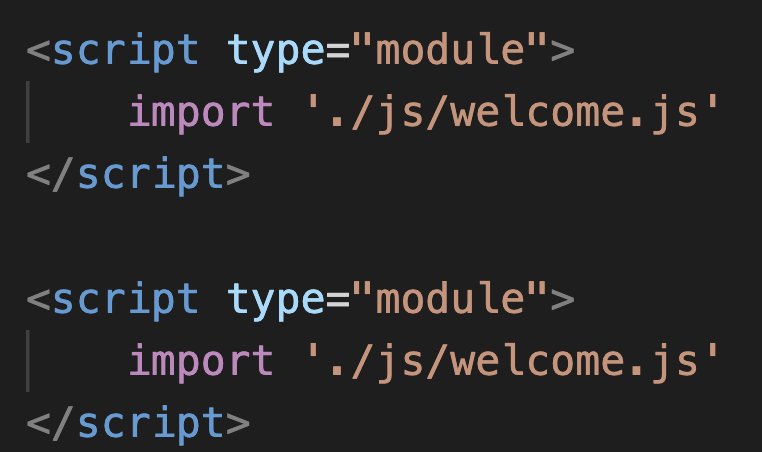 <script type="module">
    import './js/welcome.js'
</script>

<script type="module">
    import './js/welcome.js'
</script>